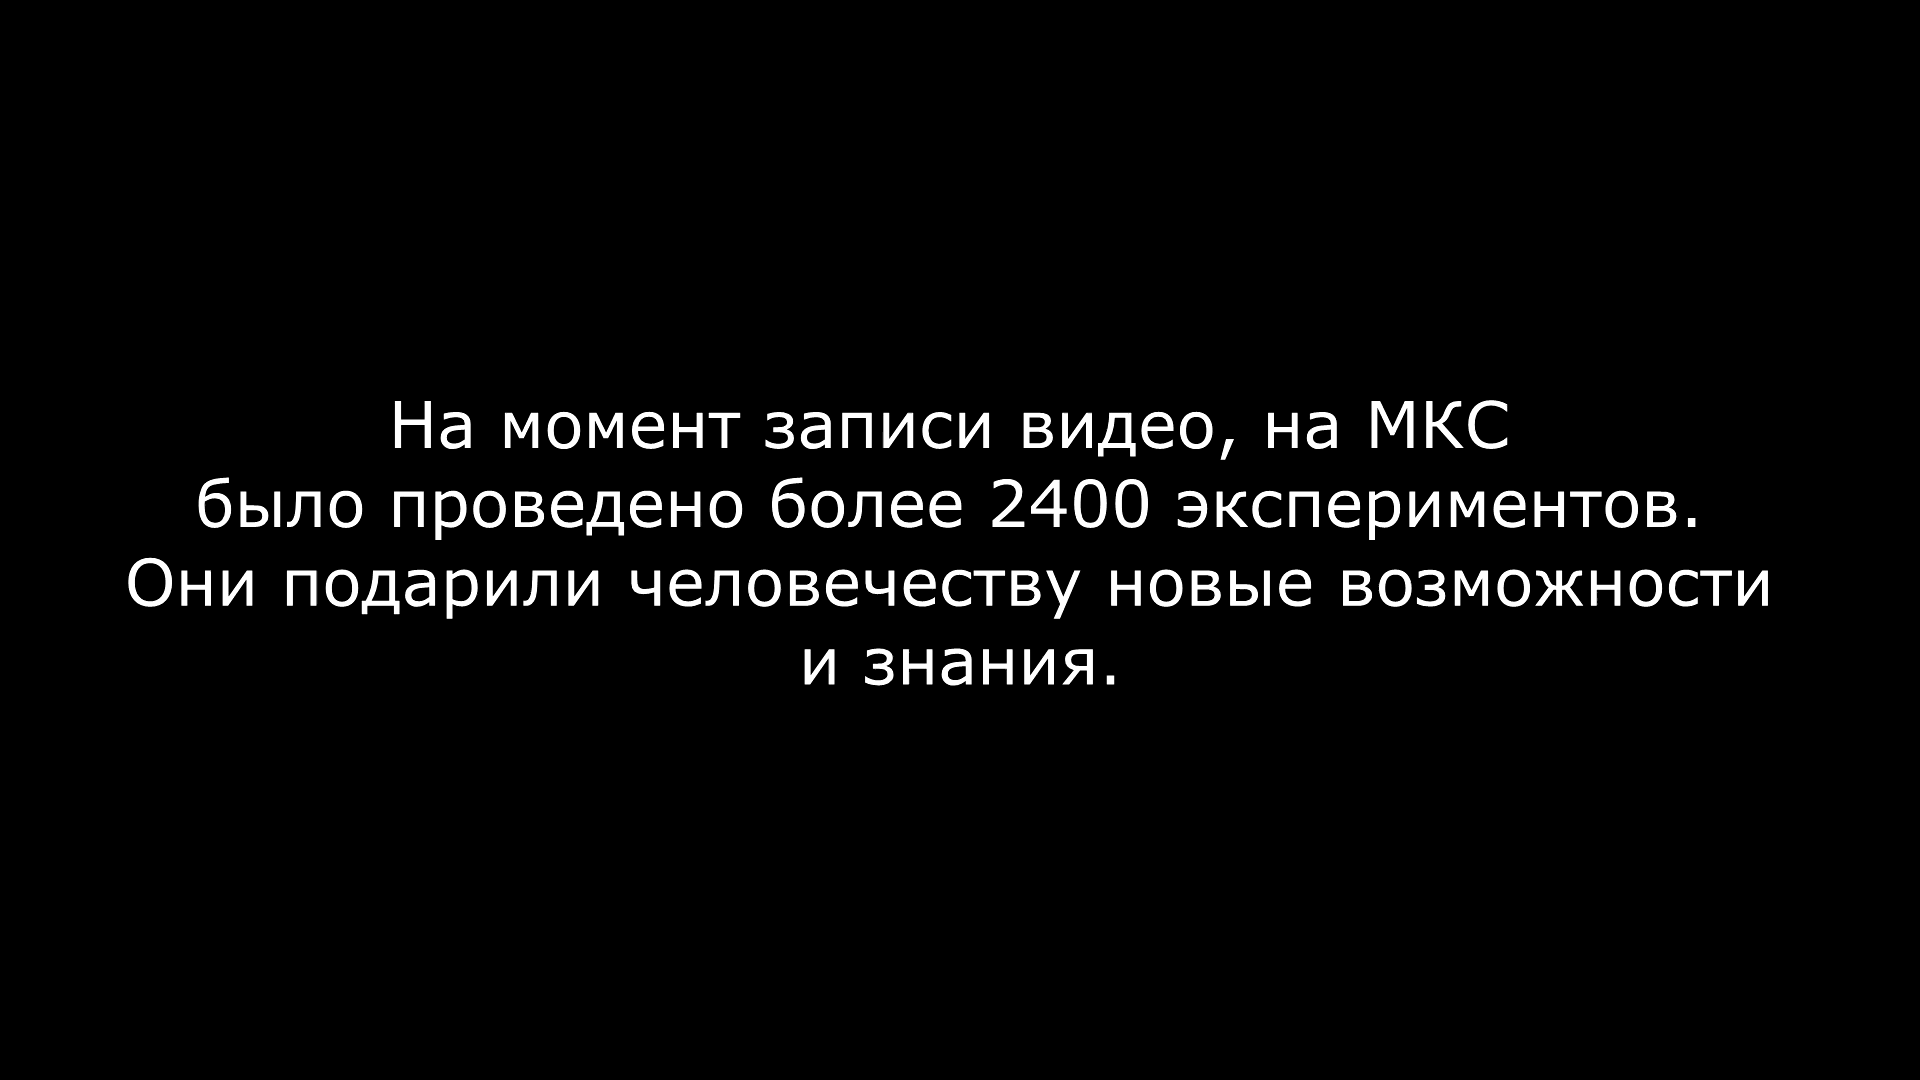 На момент записи видео, на МКС
было проведено более 2400 экспериментов.
Они подарили человечеству новые возможности
и знания.